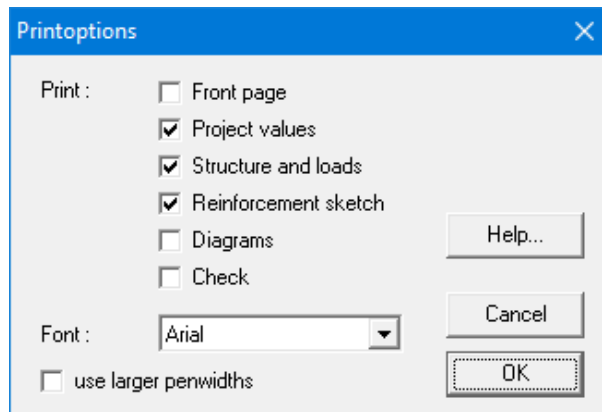 Printoptions
Print : Front page
Project values
Structure and loads
Reinforcement sketch
Diagrams
Help...
Check
Cancel
Font : Arial
OK
use larger penwidths